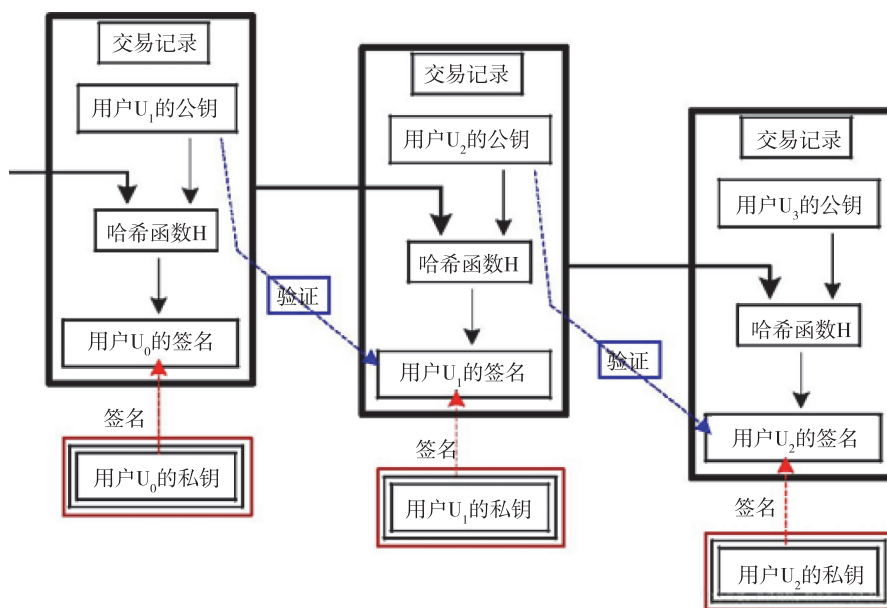 交易记录
用户U₁的公钥
哈希函数H
验证
用户U₀的签名
签名
用户U₀的私钥
交易记录
用户U₂的公钥
哈希函数H
验证
用户U₁的签名
签名
用户U₁的私钥
交易记录
用户U₃的公钥
哈希函数H
用户U₂的签名
签名
用户U₂的私钥